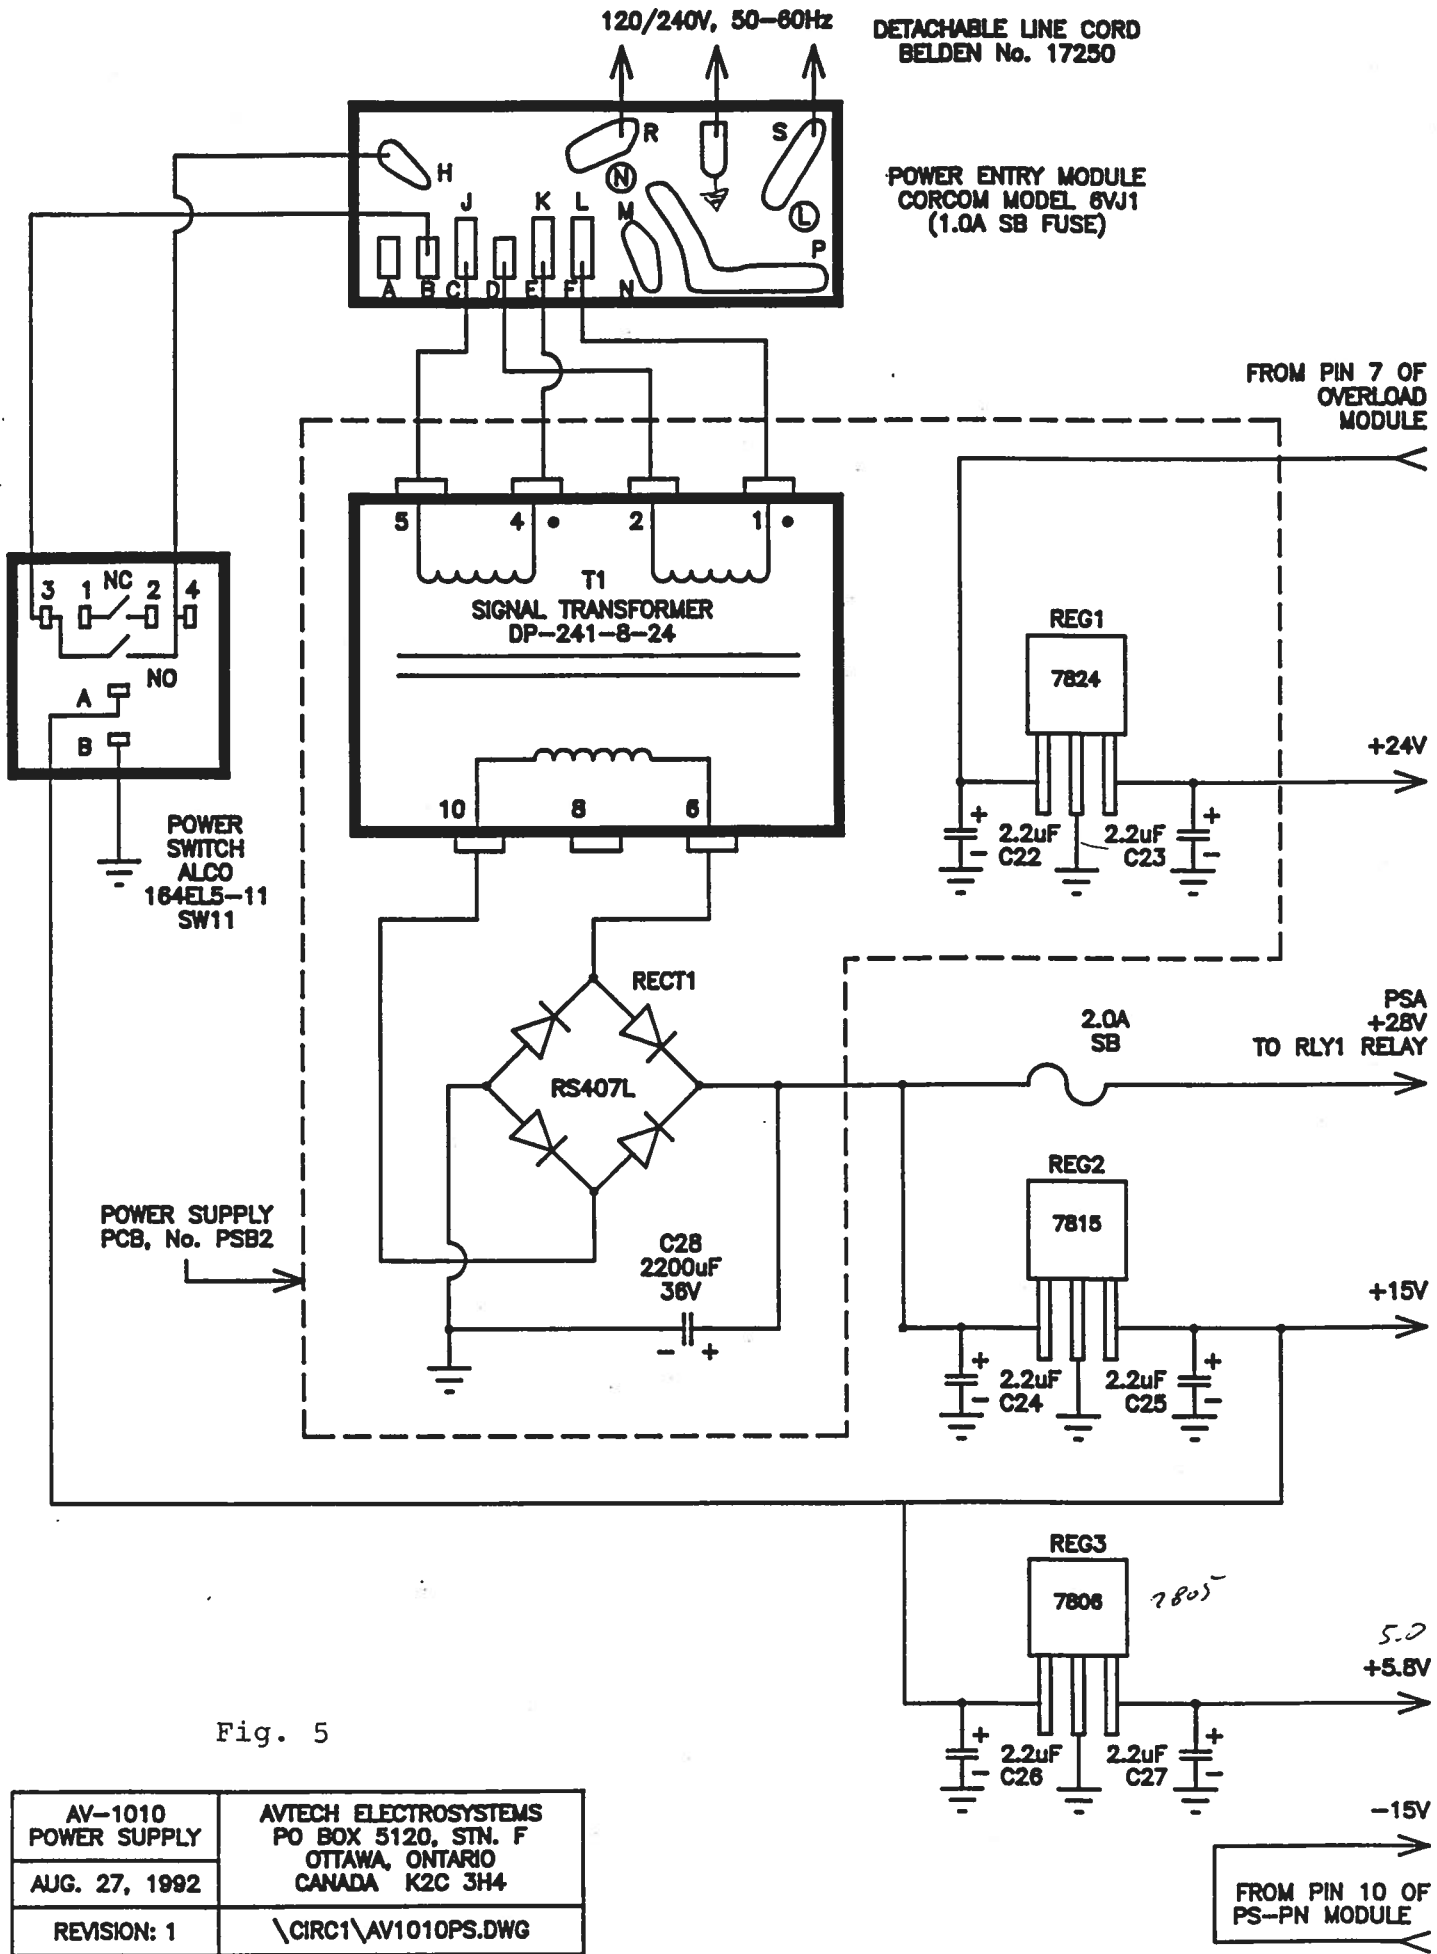 120/240V, 50-60Hz
DETACHABLE LINE CORD
BELDEN No. 17250
R
S
H
N
L
J
K
L
M
P
A
B
C
D
E
F
N
POWER ENTRY MODULE
CORCOM MODEL 6VJ1
(1.0A SB FUSE)
FROM PIN 7 OF
OVERLOAD
MODULE
5
4
2
1
T1
SIGNAL TRANSFORMER
DP-241-8-24
10
8
6
3
1
NC
2
4
NO
A
B
POWER
SWITCH
ALCO
164EL5-11
SW11
REG1
7824
+24V
+
2.2uF
-
C22
2.2uF
C23
+
-
RECT1
RS407L
2.0A
SB
PSA
+28V
TO RLY1 RELAY
POWER SUPPLY
PCB, No. PSB2
C28
2200uF
36V
-
+
REG2
7815
+15V
+
2.2uF
-
C24
2.2uF
C25
+
-
REG3
7806
7805
5.0
+5.8V
+
2.2uF
-
C26
2.2uF
C27
+
-
-15V
FROM PIN 10 OF
PS-PN MODULE
Fig. 5
AV-1010
POWER SUPPLY
AUG. 27, 1992
REVISION: 1
AVTECH ELECTROSYSTEMS
PO BOX 5120, STN. F
OTTAWA, ONTARIO
CANADA K2C 3H4
\CIRC1\AV1010PS.DWG